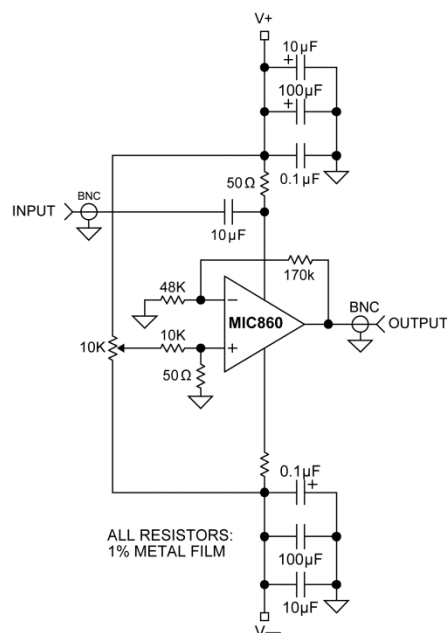 V+
10µF
+
100µF
+
0.1µF
50Ω
BNC
INPUT
10µF
170k
48K
−
MIC860
BNC
OUTPUT
10K
10K
+
50Ω
0.1µF
+
ALL RESISTORS:
1% METAL FILM
100µF
10µF
V—